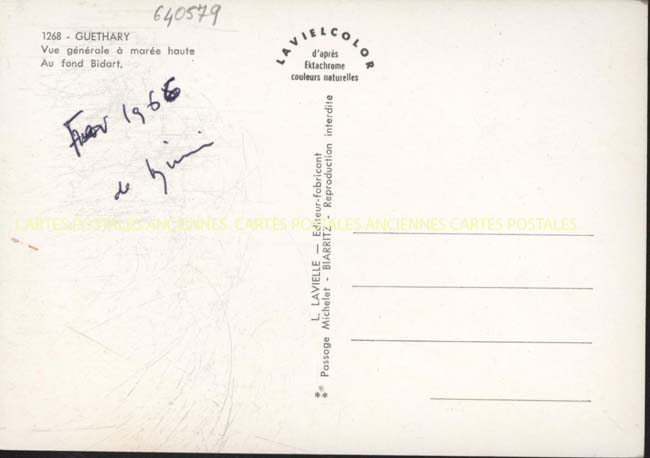 640579
1268 - GUETHARY
Vue générale à marée haute
Au fond Bidart.
LAVIELCOLOR
d'après
Ektachrome
couleurs naturelles
1966
de
L. LAVIELLE — Editeur-fabricant
** Passage Michelet - BIARRITZ - Reproduction interdite
CARTES POSTALES ANCIENNES CARTES POSTALES ANCIENNES CARTES POSTALES